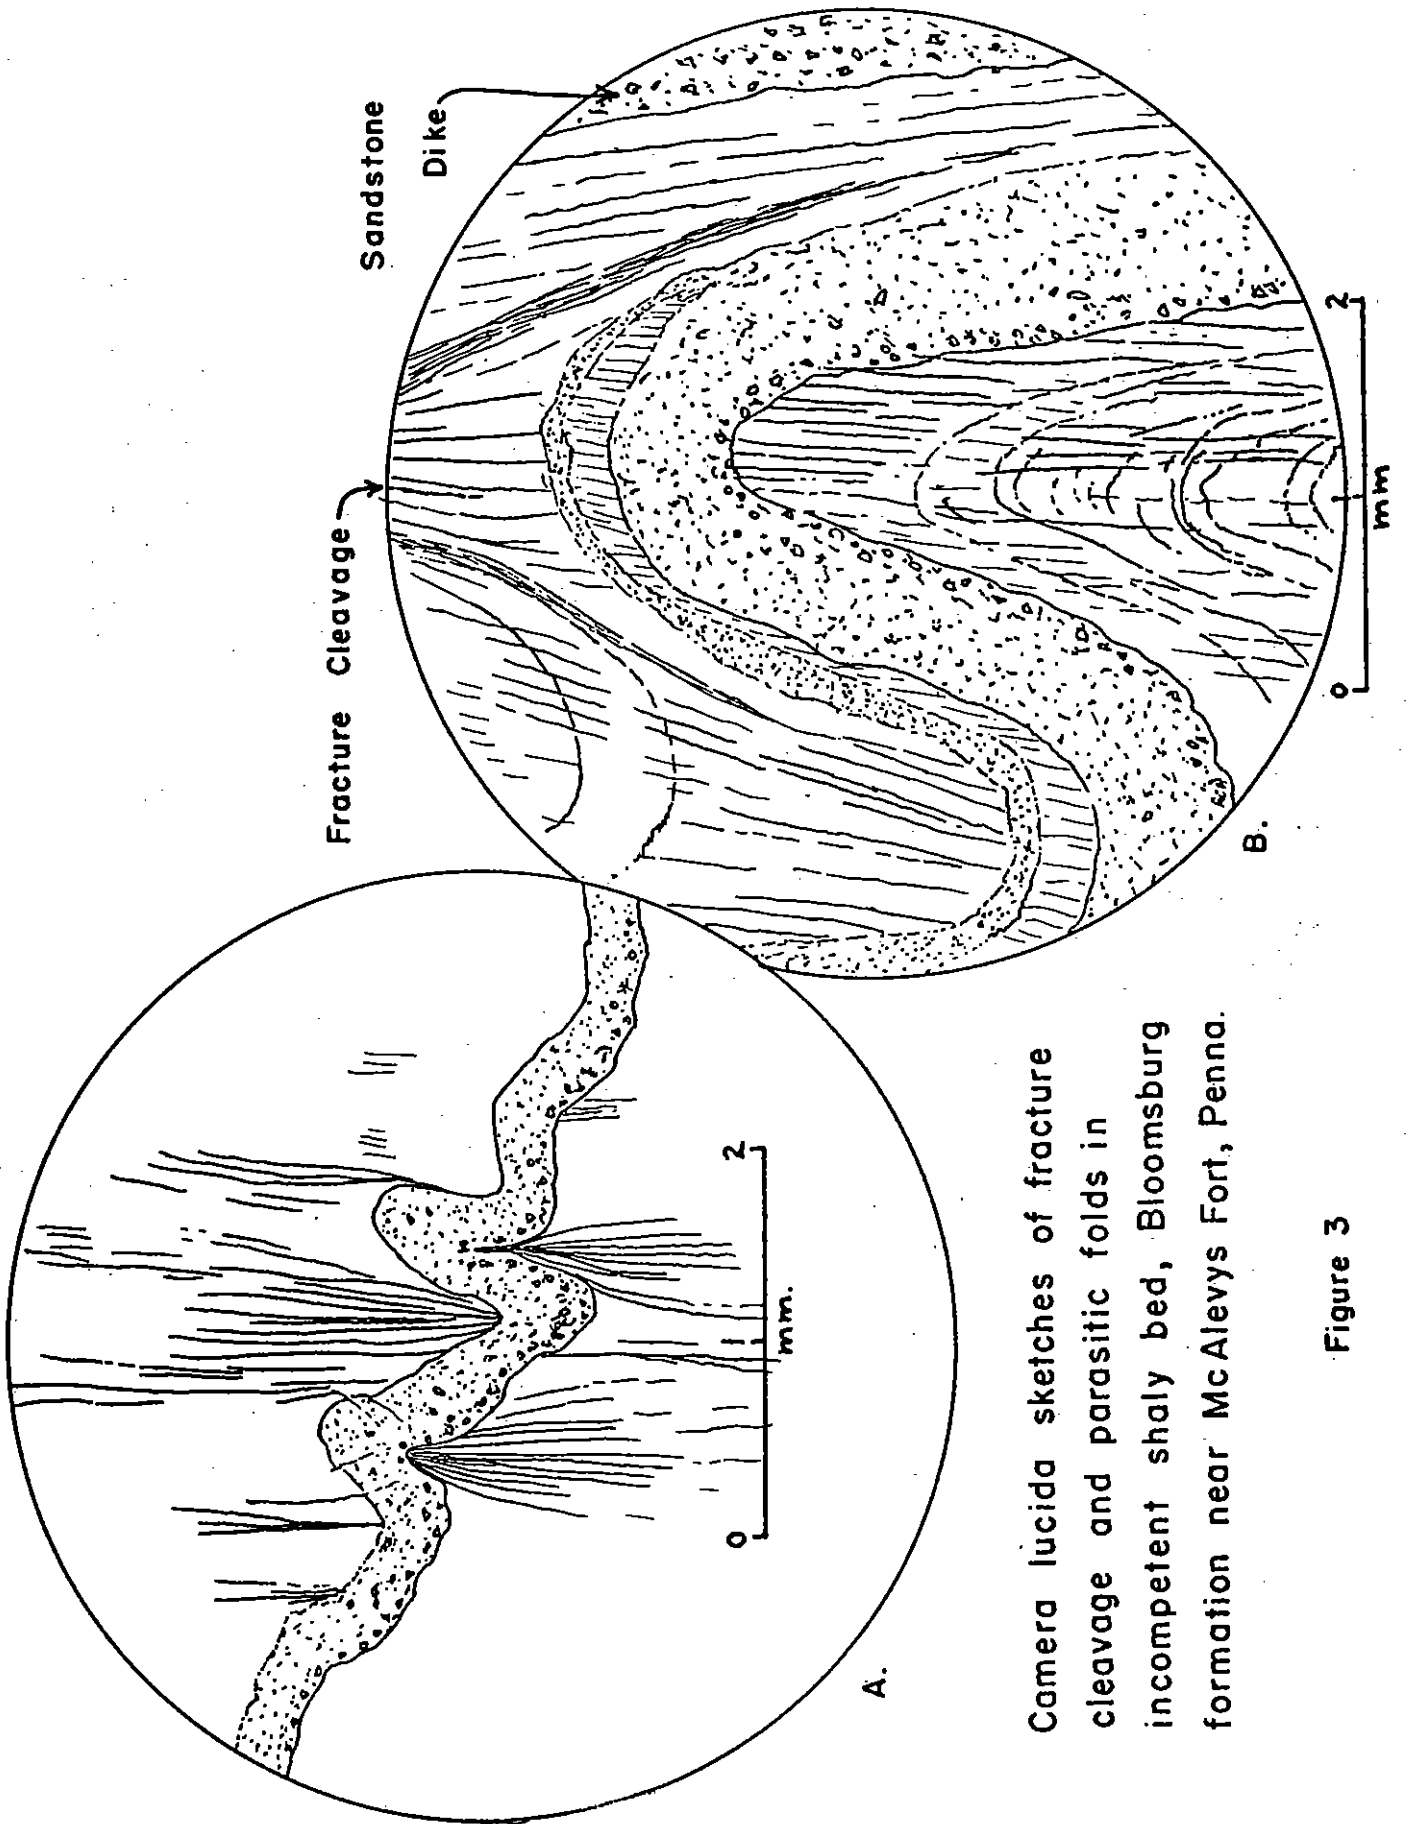 Fracture Cleavage
Sandstone
Dike
0 1 2
mm.
A.
0 2
mm
B.
Camera lucida sketches of fracture
cleavage and parasitic folds in
incompetent shaly bed, Bloomsburg
formation near McAlevys Fort, Penna.
Figure 3